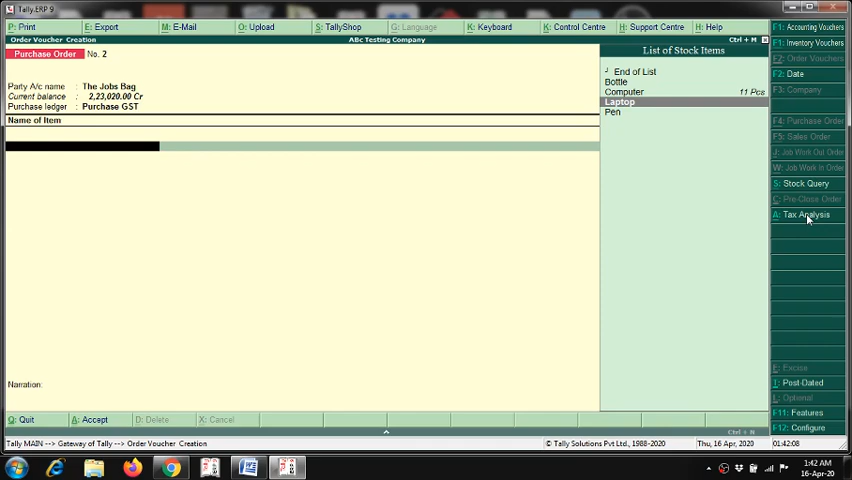 Tally.ERP 9
P: Print E: Export M: E-Mail O: Upload S: TallyShop G: Language K: Keyboard K: Control Centre H: Support Centre H: Help
F1: Accounting Vouchers
Order Voucher Creation ABc Testing Company Ctrl + M
F1: Inventory Vouchers
Purchase Order No. 2
List of Stock Items
F2: Order Vouchers
F2: Date
End of List
Bottle
Computer 11 Pcs
Laptop
Pen
Party A/c name : The Jobs Bag
Current balance : 2,23,020.00 Cr
Purchase ledger : Purchase GST
Name of Item
F3: Company
F4: Purchase Order
F5: Sales Order
J: Job Work Out Order
W: Job Work In Order
S: Stock Query
C: Pre-Close Order
A: Tax Analysis
E: Excise
T: Post-Dated
L: Optional
F11: Features
F12: Configure
Narration:
Q: Quit A: Accept D: Delete X: Cancel
Ctrl + N
Tally MAIN --> Gateway of Tally --> Order Voucher Creation © Tally Solutions Pvt Ltd., 1988-2020 Thu, 16 Apr, 2020 01:42:08
1:42 AM
16-Apr-20